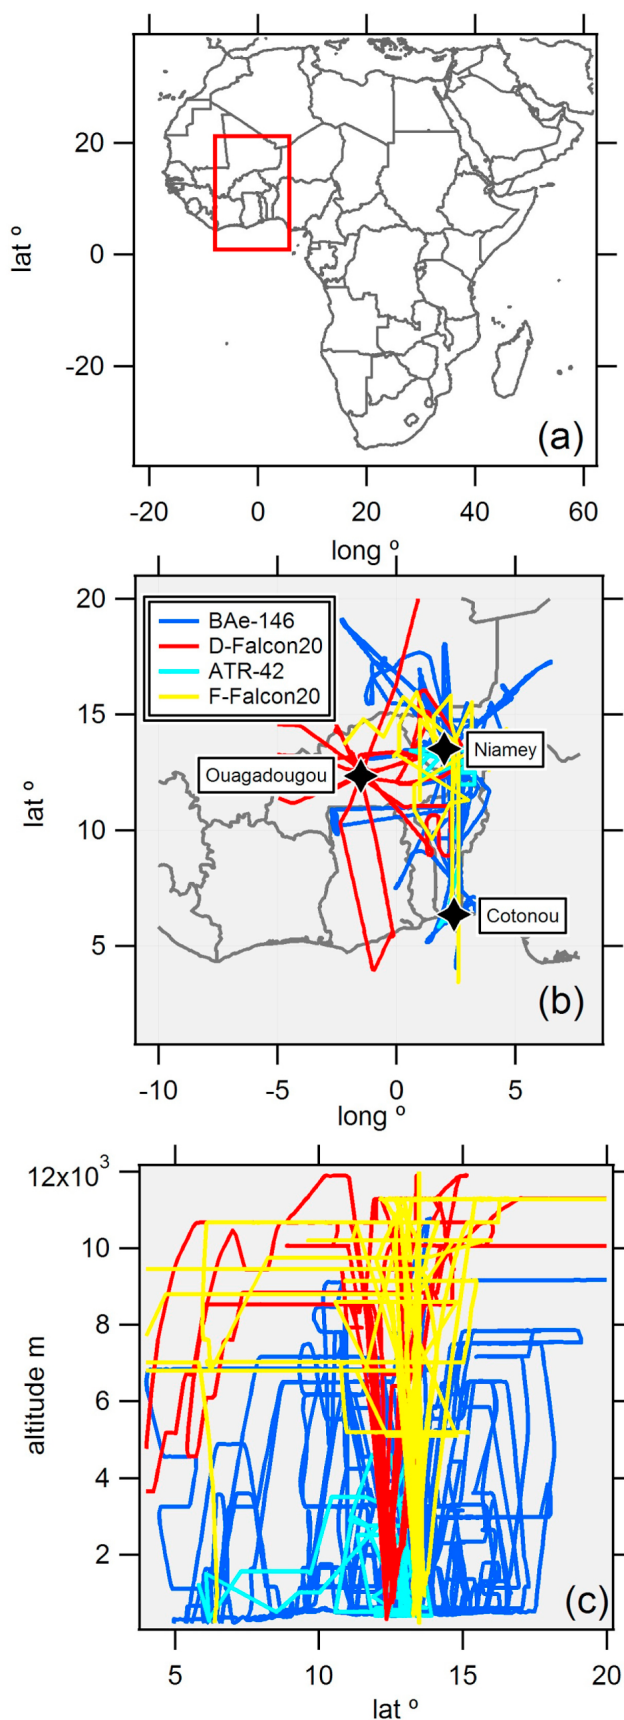 20
0
-20
lat º
(a)
-20
0
20
40
60
long º
20
15
10
5
lat º
BAe-146
D-Falcon20
ATR-42
F-Falcon20
Niamey
Ouagadougou
Cotonou
(b)
-10
-5
0
5
long º
12x10³
10
8
6
4
2
altitude m
(c)
5
10
15
20
lat º